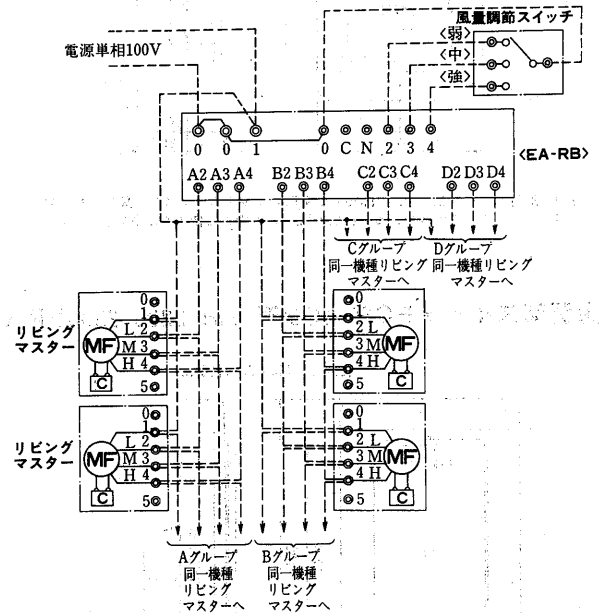 風量調節スイッチ
〈弱〉
〈中〉
〈強〉
電源単相100V
0 0 1 0 C N 2 3 4
〈EA-RB〉
A2 A3 A4 B2 B3 B4 C2 C3 C4 D2 D3 D4
Cグループ
同一機種リビング
マスターへ
Dグループ
同一機種リビング
マスターへ
リビング
マスター
MF
C
0
1
L 2
M 3
H 4
5
0
1
2 L
3 M
4 H
5
MF
C
リビング
マスター
MF
C
0
1
L 2
M 3
H 4
5
0
1
2 L
3 M
4 H
5
MF
C
Aグループ
同一機種
リビング
マスターへ
Bグループ
同一機種
リビング
マスターへ